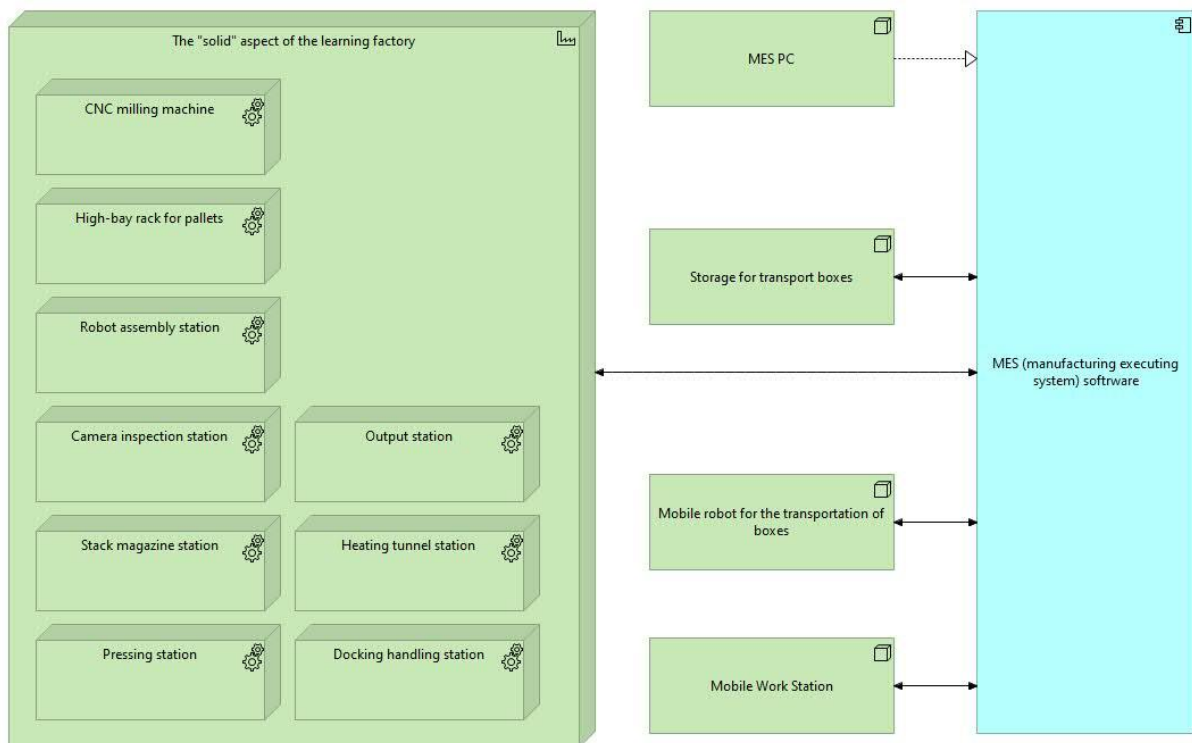 The "solid" aspect of the learning factory
CNC milling machine
High-bay rack for pallets
Robot assembly station
Camera inspection station
Output station
Stack magazine station
Heating tunnel station
Pressing station
Docking handling station
MES PC
Storage for transport boxes
Mobile robot for the transportation of
boxes
Mobile Work Station
MES (manufacturing executing
system) softrware